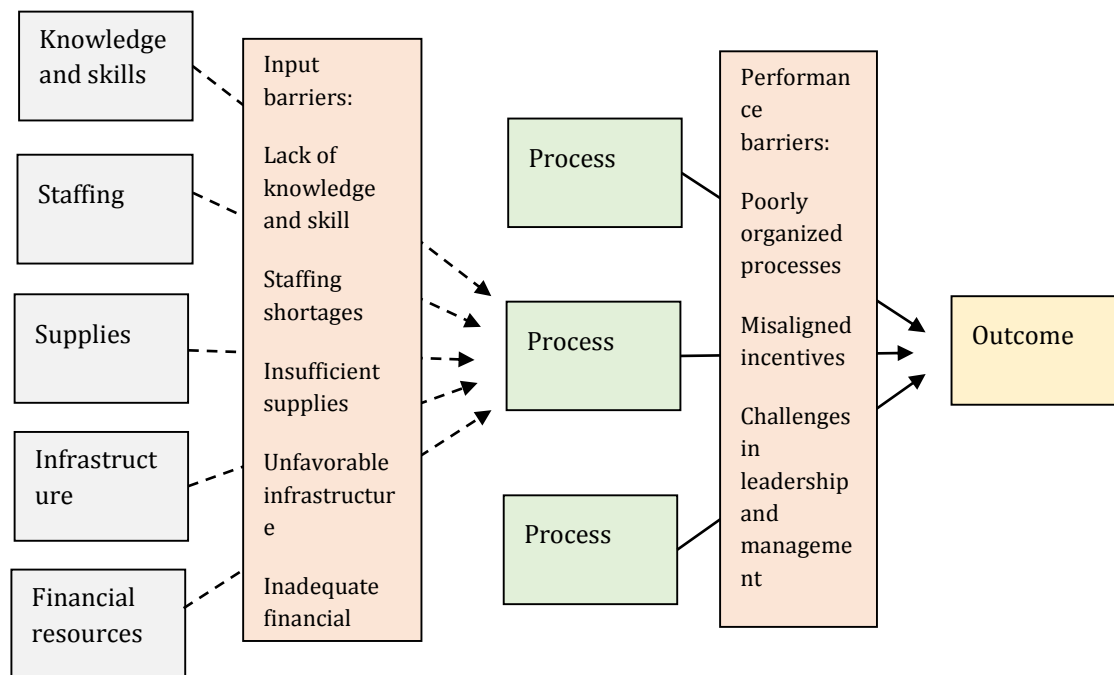 Knowledge
and skills
Staffing
Supplies
Infrastruct
ure
Financial
resources
Input
barriers:
Lack of
knowledge
and skill
Staffing
shortages
Insufficient
supplies
Unfavorable
infrastructur
e
Inadequate
financial
Process
Process
Process
Performan
ce
barriers:
Poorly
organized
processes
Misaligned
incentives
Challenges
in
leadership
and
manageme
nt
Outcome